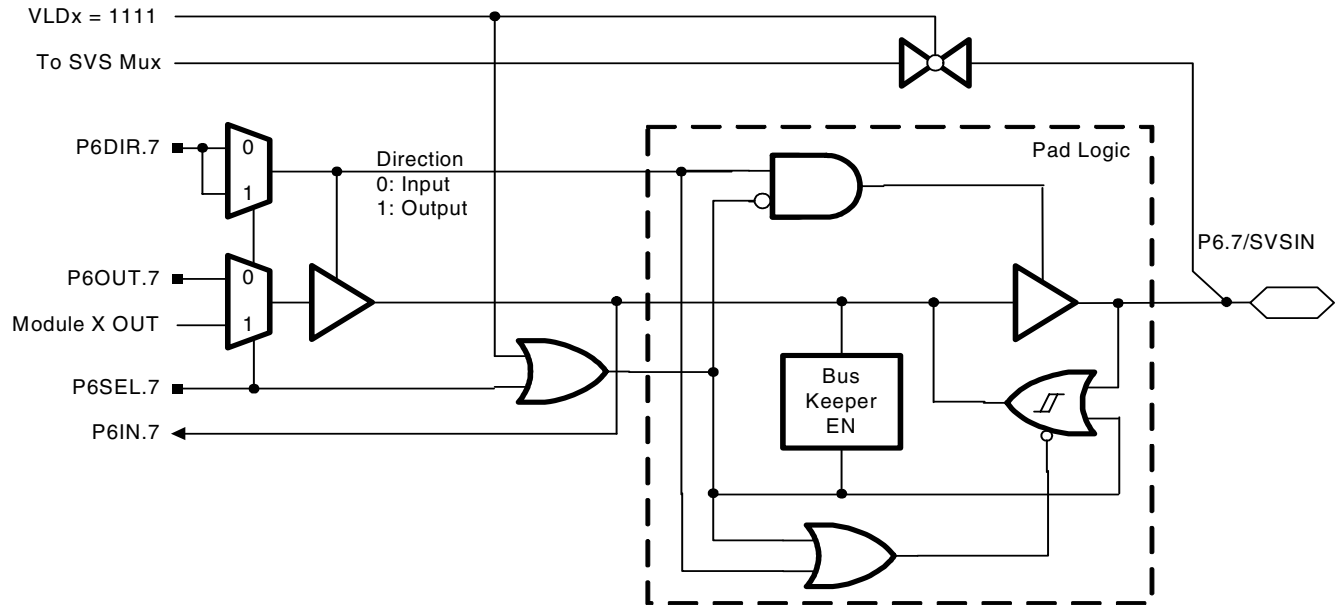 VLDx = 1111
To SVS Mux
P6DIR.7
0
1
Direction
0: Input
1: Output
Pad Logic
P6.7/SVSIN
P6OUT.7
0
Module X OUT
1
P6SEL.7
P6IN.7
Bus
Keeper
EN